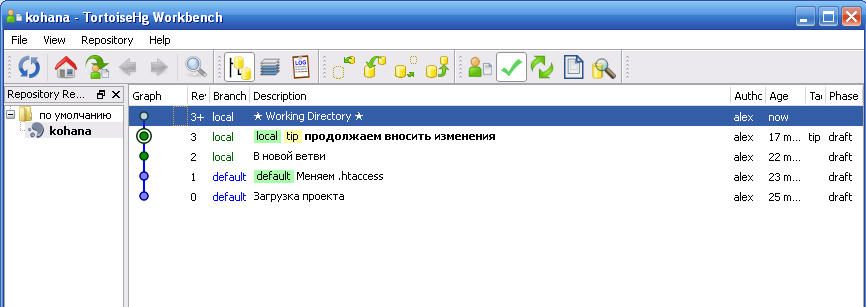 kohana - TortoiseHg Workbench
File View Repository Help
LOG
Repository Re...
Graph Re Branch Description Autho Age Tag Phase
по умолчанию
kohana
3+ local ★ Working Directory ★ alex now
3 local local tip продолжаем вносить изменения alex 17 m... tip draft
2 local В новой ветви alex 22 m... draft
1 default default Меняем .htaccess alex 23 m... draft
0 default Загрузка проекта alex 25 m... draft